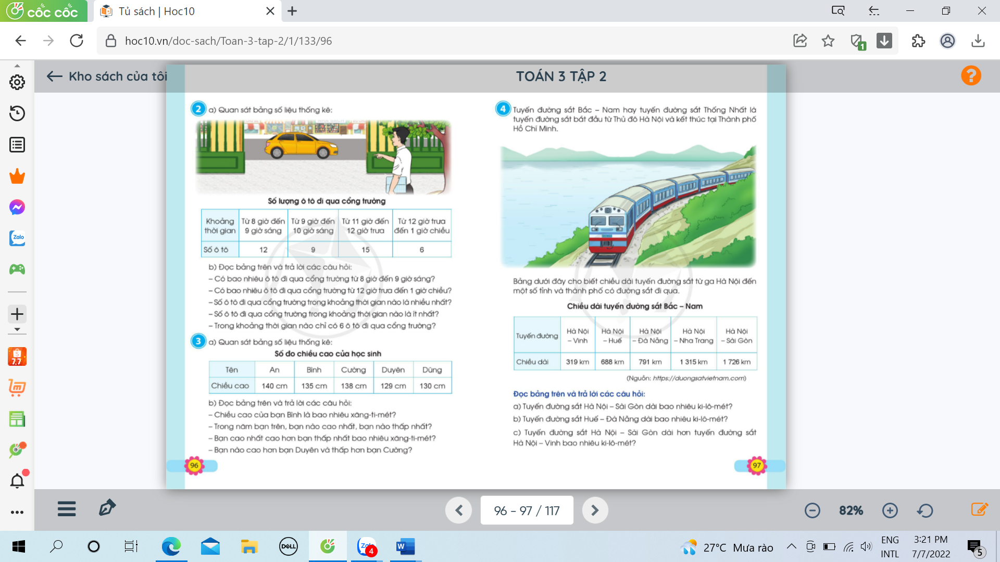 cốc cốc
Tủ sách | Hoc10
hoc10.vn/doc-sach/Toan-3-tap-2/1/133/96
1
Kho sách của tôi
TOÁN 3 TẬP 2
2 a) Quan sát bảng số liệu thống kê:
Số lượng ô tô đi qua cổng trường
Khoảng thời gian | Từ 8 giờ đến 9 giờ sáng | Từ 9 giờ đến 10 giờ sáng | Từ 11 giờ đến 12 giờ trưa | Từ 12 giờ trưa đến 1 giờ chiều
Số ô tô | 12 | 9 | 15 | 6
b) Đọc bảng trên và trả lời các câu hỏi:
– Có bao nhiêu ô tô đi qua cổng trường từ 8 giờ đến 9 giờ sáng?
– Có bao nhiêu ô tô đi qua cổng trường từ 12 giờ trưa đến 1 giờ chiều?
– Số ô tô đi qua cổng trường trong khoảng thời gian nào là nhiều nhất?
– Số ô tô đi qua cổng trường trong khoảng thời gian nào là ít nhất?
– Trong khoảng thời gian nào chỉ có 6 ô tô đi qua cổng trường?
3 a) Quan sát bảng số liệu thống kê:
Số đo chiều cao của học sinh
Tên | An | Bình | Cường | Duyên | Dũng
Chiều cao | 140 cm | 135 cm | 138 cm | 129 cm | 130 cm
b) Đọc bảng trên và trả lời các câu hỏi:
– Chiều cao của bạn Bình là bao nhiêu xăng-ti-mét?
– Trong năm bạn trên, bạn nào cao nhất, bạn nào thấp nhất?
– Bạn cao nhất cao hơn bạn thấp nhất bao nhiêu xăng-ti-mét?
– Bạn nào cao hơn bạn Duyên và thấp hơn bạn Cường?
96
4 Tuyến đường sắt Bắc – Nam hay tuyến đường sắt Thống Nhất là
tuyến đường sắt bắt đầu từ Thủ đô Hà Nội và kết thúc tại Thành phố
Hồ Chí Minh.
Bảng dưới đây cho biết chiều dài tuyến đường sắt từ ga Hà Nội đến
một số tỉnh và thành phố có đường sắt đi qua.
Chiều dài tuyến đường sắt Bắc – Nam
Tuyến đường | Hà Nội – Vinh | Hà Nội – Huế | Hà Nội – Đà Nẵng | Hà Nội – Nha Trang | Hà Nội – Sài Gòn
Chiều dài | 319 km | 688 km | 791 km | 1 315 km | 1 726 km
(Nguồn: https://duongsatvietnam.com)
Đọc bảng trên và trả lời các câu hỏi:
a) Tuyến đường sắt Hà Nội – Sài Gòn dài bao nhiêu ki-lô-mét?
b) Tuyến đường sắt Huế – Đà Nẵng dài bao nhiêu ki-lô-mét?
c) Tuyến đường sắt Hà Nội – Sài Gòn dài hơn tuyến đường sắt
Hà Nội – Vinh bao nhiêu ki-lô-mét?
97
Zalo
7.7
96 - 97 / 117
82%
DELL
4
W
27°C Mưa rào
ENG
INTL
3:21 PM
7/7/2022
5